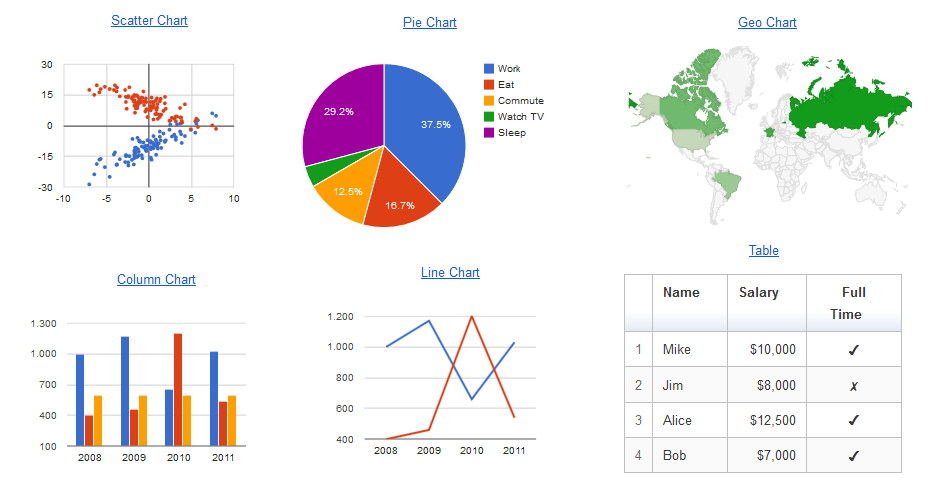 Scatter Chart
30
15
0
-15
-30
-10 -5 0 5 10
Pie Chart
37.5%
16.7%
12.5%
29.2%
Work
Eat
Commute
Watch TV
Sleep
Geo Chart
Column Chart
1.300
1.000
700
400
100
2008 2009 2010 2011
Line Chart
1.200
1.000
800
600
400
2008 2009 2010 2011
Table
Name Salary Full
Time
1 Mike $10,000 ✔
2 Jim $8,000 ✗
3 Alice $12,500 ✔
4 Bob $7,000 ✔